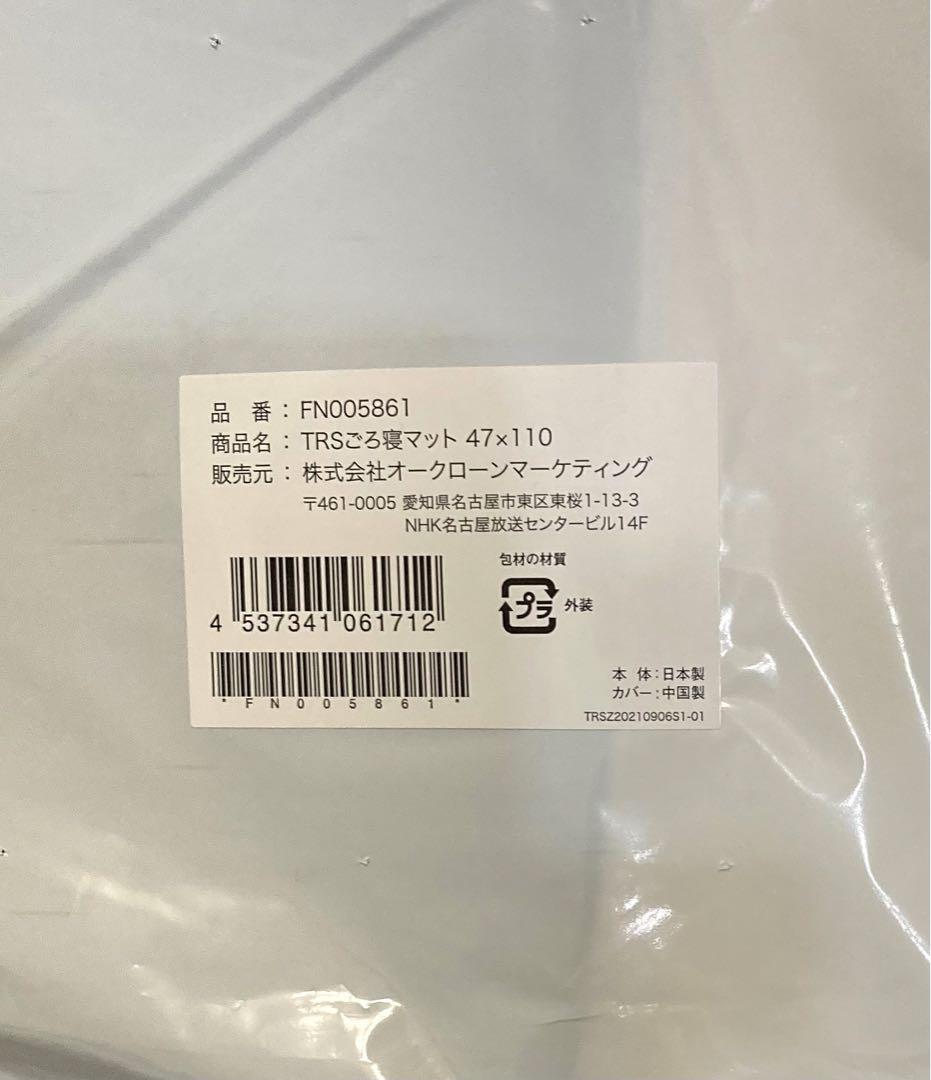 品 番 : FN005861
商品名 : TRSごろ寝マット 47×110
販売元 : 株式会社オークローンマーケティング
〒461-0005 愛知県名古屋市東区東桜1-13-3
NHK名古屋放送センタービル14F
包材の材質
プラ 外装
4 537341 061712
*FN005861*
本 体:日本製
カバー:中国製
TRSZ20210906S1-01